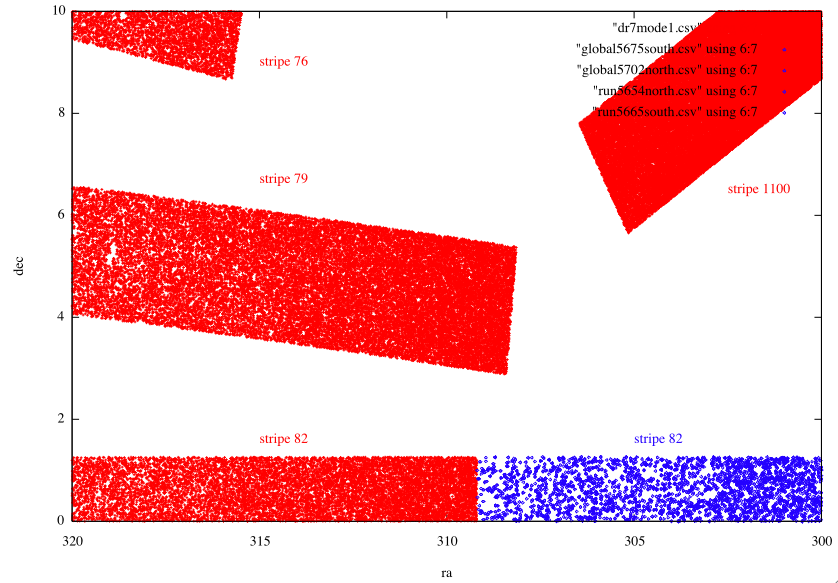 10
"dr7mode1.csv"
"global5675south.csv" using 6:7
stripe 76
"global5702north.csv" using 6:7
"run5654north.csv" using 6:7
8
"run5665south.csv" using 6:7
stripe 79
stripe 1100
6
dec
4
2
stripe 82
stripe 82
0
320
315
310
305
300
ra